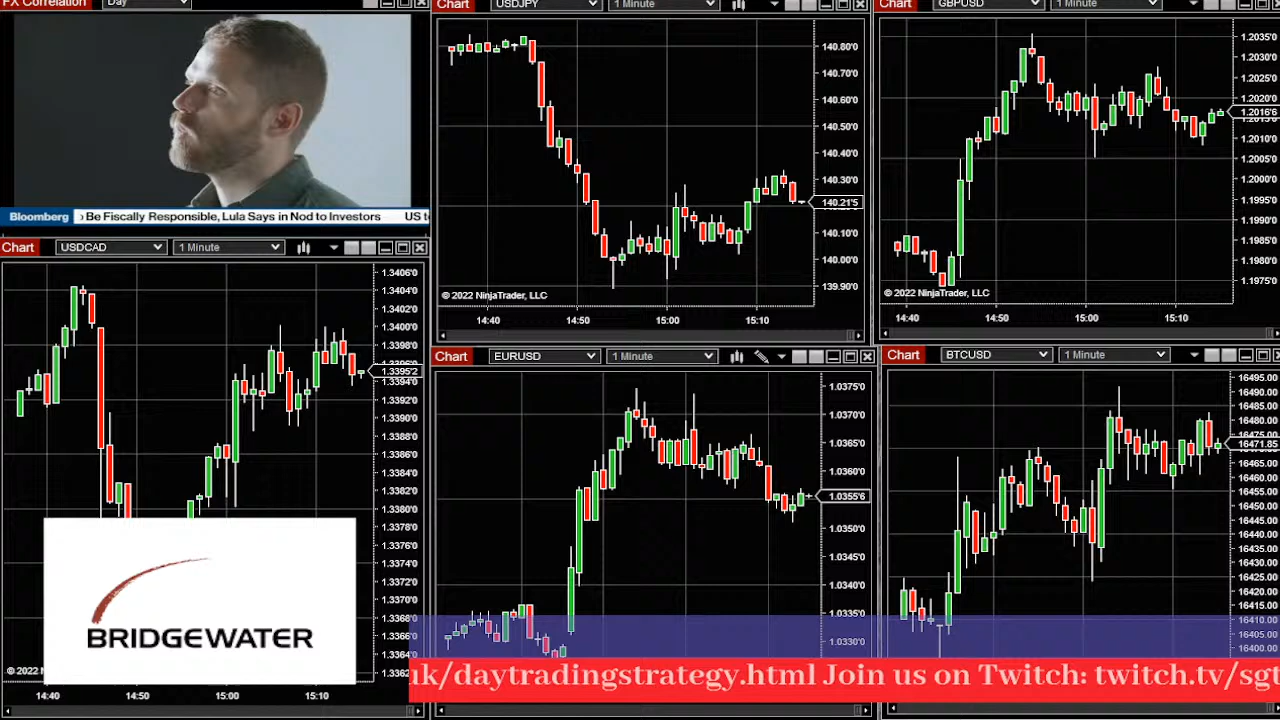 FX Correlation
Day
Bloomberg
› Be Fiscally Responsible, Lula Says in Nod to Investors
US t
Chart
USDJPY
1 Minute
140.80'0
140.70'0
140.60'0
140.50'0
140.40'0
140.30'0
140.21'5
140.10'0
140.00'0
139.90'0
© 2022 NinjaTrader, LLC
14:40 14:50 15:00 15:10
Chart
GBPUSD
1 Minute
1.2035'0
1.2030'0
1.2025'0
1.2020'0
1.2016'6
1.2010'0
1.2005'0
1.2000'0
1.1995'0
1.1990'0
1.1985'0
1.1980'0
1.1975'0
© 2022 NinjaTrader, LLC
14:40 14:50 15:00 15:10
Chart
USDCAD
1 Minute
1.3406'0
1.3404'0
1.3402'0
1.3400'0
1.3398'0
1.3395'2
1.3394'0
1.3392'0
1.3390'0
1.3388'0
1.3386'0
1.3384'0
1.3382'0
1.3380'0
1.3378'0
1.3376'0
1.3374'0
1.3372'0
1.3370'0
1.3368'0
1.3366'0
1.3364'0
1.3362'0
© 2022 N
14:40 14:50 15:00 15:10
BRIDGEWATER
Chart
EURUSD
1 Minute
1.0375'0
1.0370'0
1.0365'0
1.0360'0
1.0355'6
1.0350'0
1.0345'0
1.0340'0
1.0335'0
1.0330'0
Chart
BTCUSD
1 Minute
16495.00
16490.00
16485.00
16480.00
16475.00
16471.85
16465.00
16460.00
16455.00
16450.00
16445.00
16440.00
16435.00
16430.00
16425.00
16420.00
16415.00
16410.00
16405.00
16400.00
uk/daytradingstrategy.html Join us on Twitch: twitch.tv/sgt